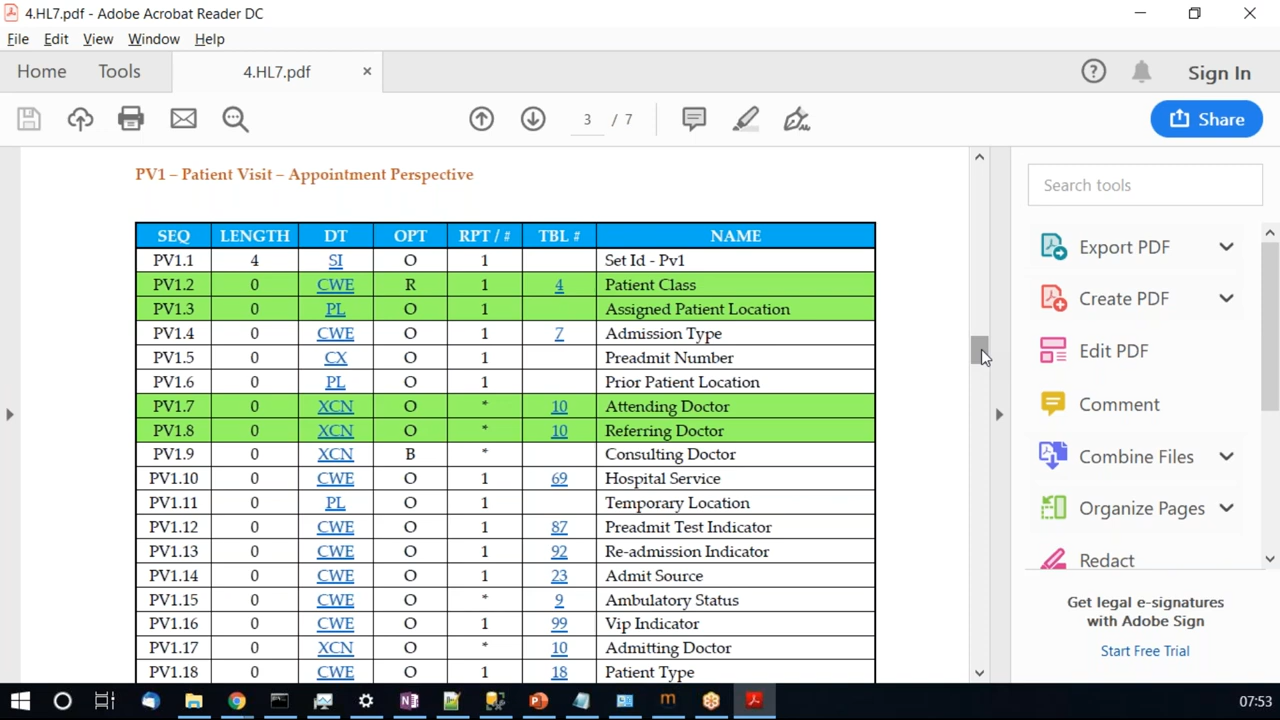 4.HL7.pdf - Adobe Acrobat Reader DC
File Edit View Window Help
Home Tools 4.HL7.pdf × Sign In
3 / 7 Share
PV1 – Patient Visit – Appointment Perspective
SEQ LENGTH DT OPT RPT / # TBL # NAME
PV1.1 4 SI O 1 Set Id - Pv1
PV1.2 0 CWE R 1 4 Patient Class
PV1.3 0 PL O 1 Assigned Patient Location
PV1.4 0 CWE O 1 7 Admission Type
PV1.5 0 CX O 1 Preadmit Number
PV1.6 0 PL O 1 Prior Patient Location
PV1.7 0 XCN O * 10 Attending Doctor
PV1.8 0 XCN O * 10 Referring Doctor
PV1.9 0 XCN B * Consulting Doctor
PV1.10 0 CWE O 1 69 Hospital Service
PV1.11 0 PL O 1 Temporary Location
PV1.12 0 CWE O 1 87 Preadmit Test Indicator
PV1.13 0 CWE O 1 92 Re-admission Indicator
PV1.14 0 CWE O 1 23 Admit Source
PV1.15 0 CWE O * 9 Ambulatory Status
PV1.16 0 CWE O 1 99 Vip Indicator
PV1.17 0 XCN O * 10 Admitting Doctor
PV1.18 0 CWE O 1 18 Patient Type
Search tools
Export PDF
Create PDF
Edit PDF
Comment
Combine Files
Organize Pages
Redact
Get legal e-signatures
with Adobe Sign
Start Free Trial
07:53